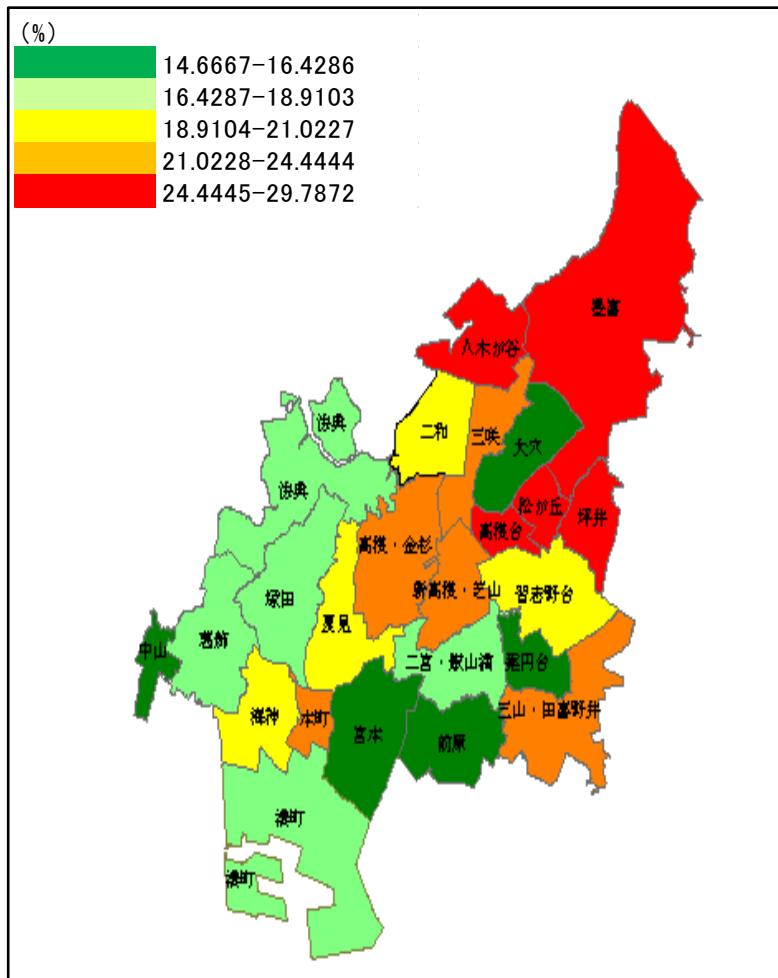 (%)
14.6667-16.4286
16.4287-18.9103
18.9104-21.0227
21.0228-24.4444
24.4445-29.7872
豊富
八木が谷
法典
二和
三咲
大穴
法典
松が丘
坪井
高根台
高根・金杉
新高根・芝山
習志野台
塚田
夏見
葛飾
中山
二宮・飯山満
薬円台
海神
本町
宮本
前原
三山・田喜野井
湊町
湊町